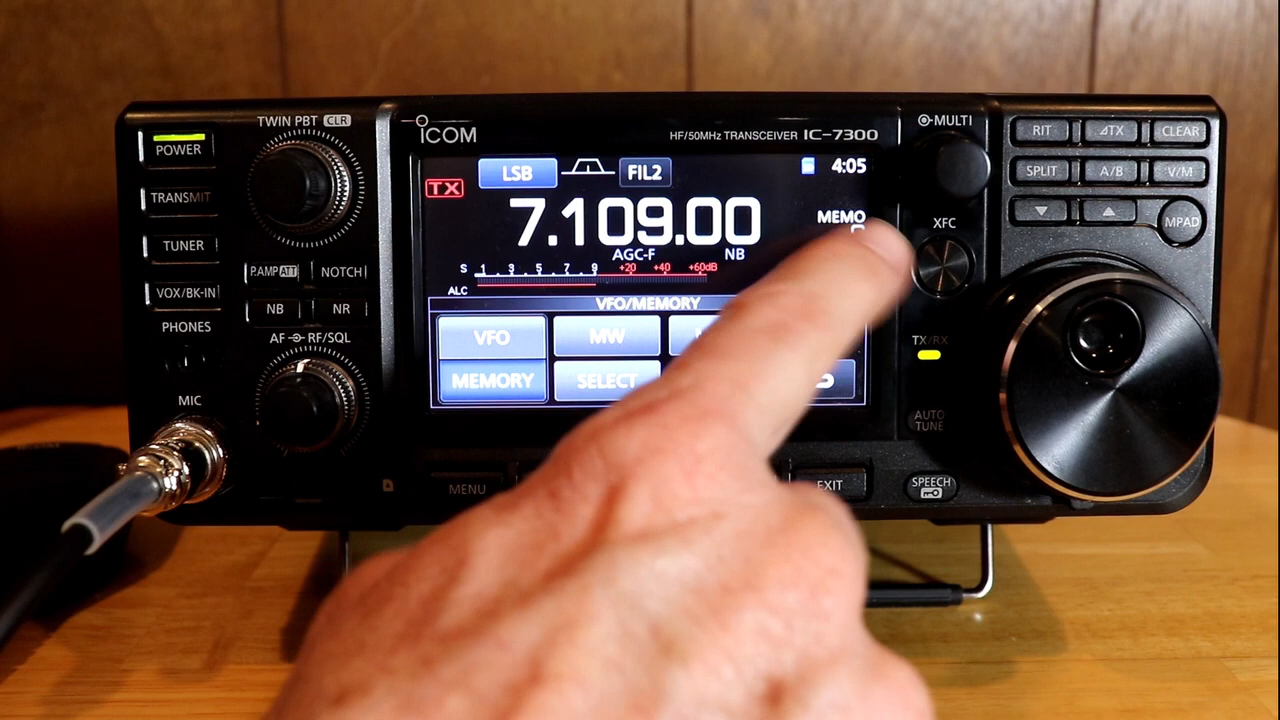 TWIN PBT CLR
POWER
TRANSMIT
TUNER
VOX/BK-IN
PHONES
MIC
P.AMP ATT
NOTCH
NB
NR
AF RF/SQL
ICOM
HF/50MHz TRANSCEIVER IC-7300
LSB
FIL2
4:05
TX
7.109.00
MEMO
AGC-F
NB
S 1 . 3 . 5 . 7 . 9 +20 +40 +60dB
ALC
VFO/MEMORY
VFO
MW
MEMORY
SELECT
MENU
EXIT
MULTI
XFC
TX/RX
AUTO
TUNE
SPEECH
RIT
⊿TX
CLEAR
SPLIT
A/B
V/M
▼
▲
MPAD